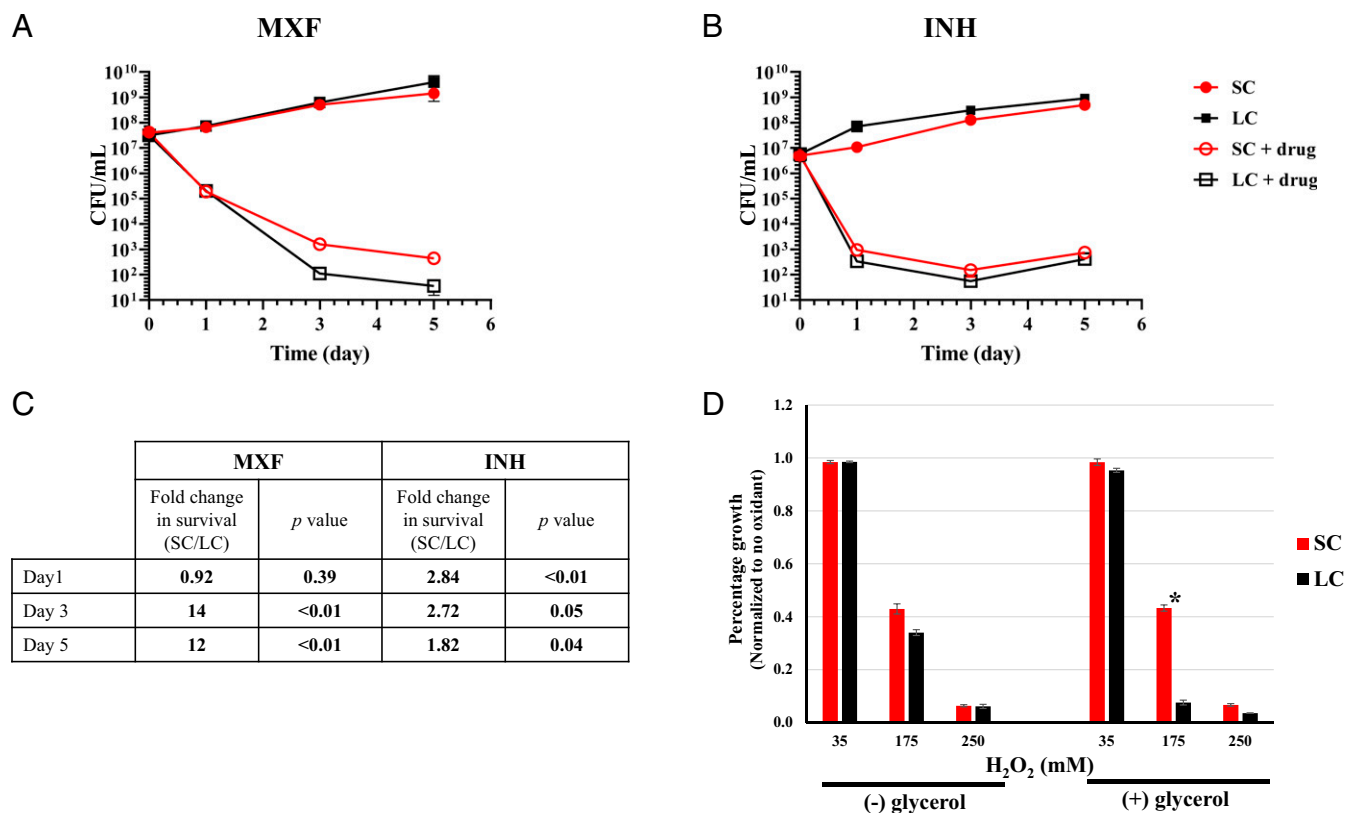 A
MXF
CFU/mL
10^10
10^9
10^8
10^7
10^6
10^5
10^4
10^3
10^2
10^1
0 1 2 3 4 5 6
Time (day)
B
INH
CFU/mL
10^10
10^9
10^8
10^7
10^6
10^5
10^4
10^3
10^2
10^1
0 1 2 3 4 5 6
Time (day)
SC
LC
SC + drug
LC + drug
C
MXF INH
Fold change in survival (SC/LC) p value Fold change in survival (SC/LC) p value
Day1 0.92 0.39 2.84 <0.01
Day 3 14 <0.01 2.72 0.05
Day 5 12 <0.01 1.82 0.04
D
Percentage growth
(Normalized to no oxidant)
1.2
1.0
0.8
0.6
0.4
0.2
0.0
*
35 175 250 35 175 250
H₂O₂ (mM)
(-) glycerol (+) glycerol
SC
LC